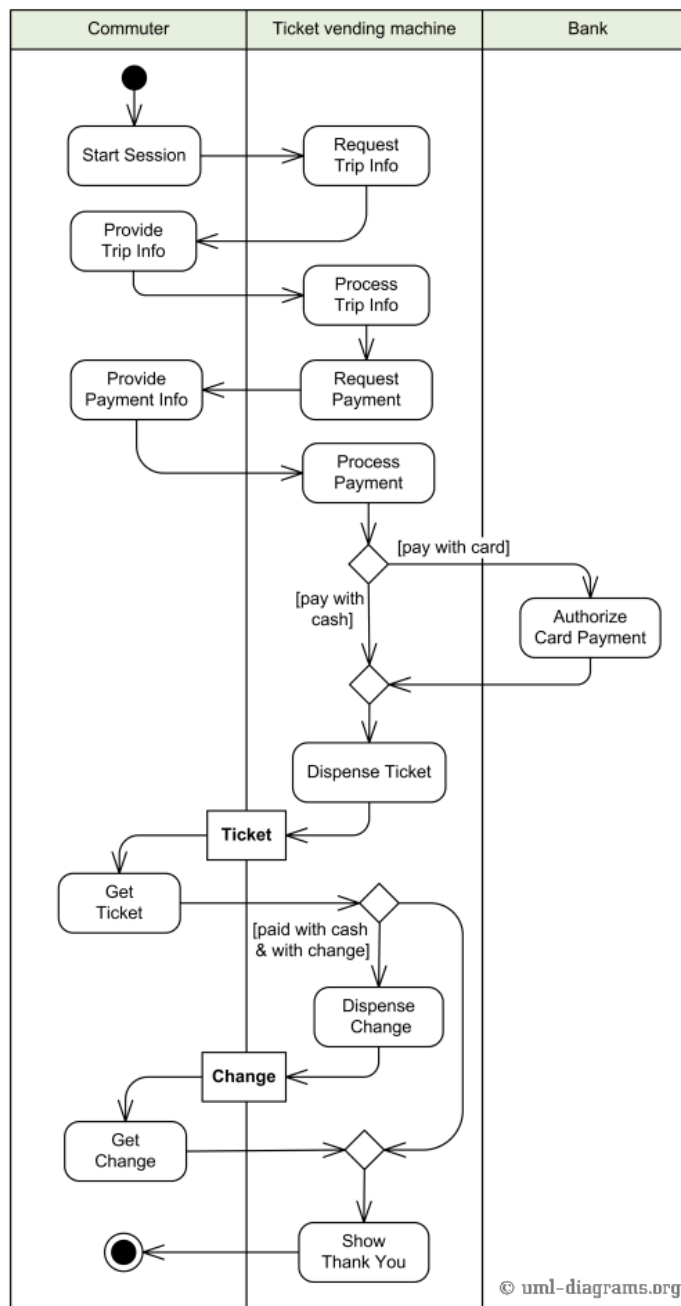 Commuter
Ticket vending machine
Bank
Start Session
Request
Trip Info
Provide
Trip Info
Process
Trip Info
Provide
Payment Info
Request
Payment
Process
Payment
[pay with card]
[pay with
cash]
Authorize
Card Payment
Dispense Ticket
Ticket
Get
Ticket
[paid with cash
& with change]
Dispense
Change
Change
Get
Change
Show
Thank You
© uml-diagrams.org